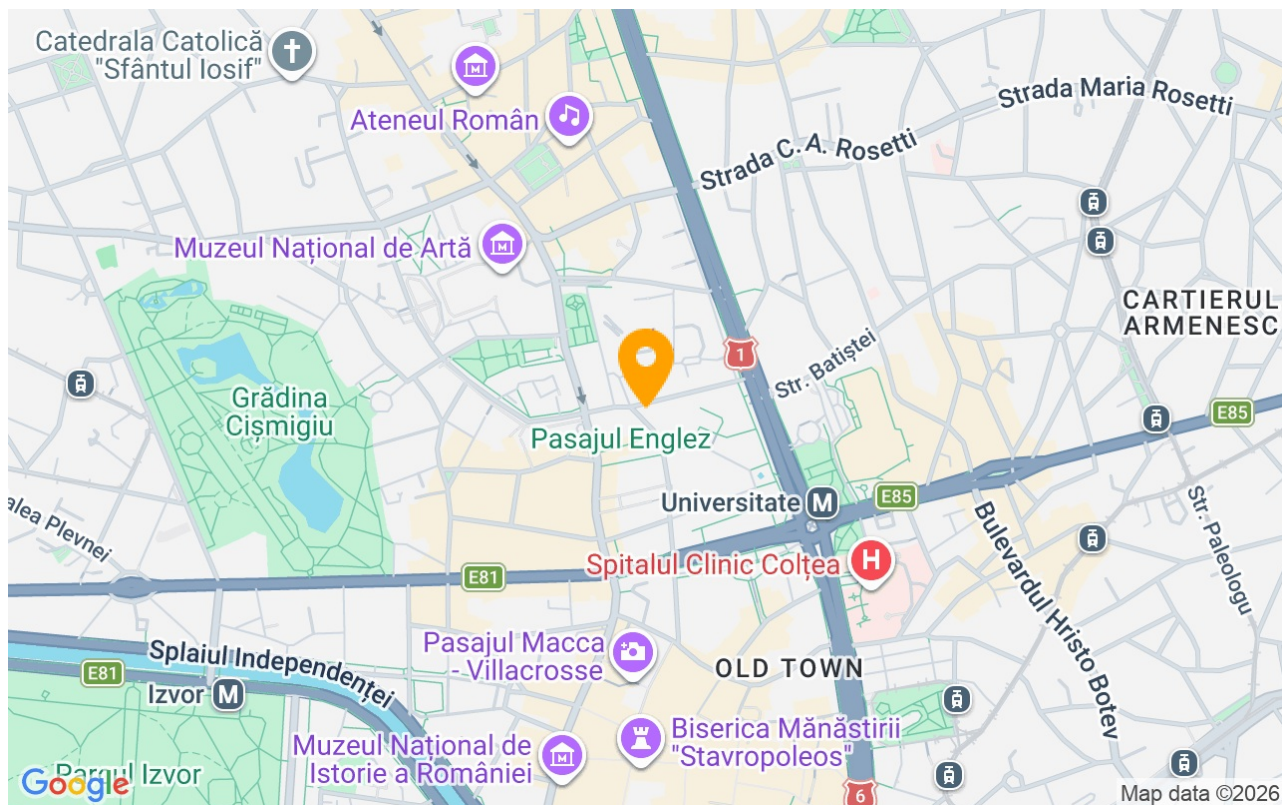 Catedrala Catolică
"Sfântul Iosif"
Ateneul Român
Strada Maria Rosetti
Strada C. A. Rosetti
Muzeul Național de Artă
CARTIERUL
ARMENESC
1
Str. Batiștei
Grădina
Cișmigiu
Pasajul Englez
E85
Universitate M
E85
alea Plevnei
Str. Paleologu
Bulevardul Hristo Botev
Spitalul Clinic Colțea H
E81
Splaiul Independenței
Pasajul Macca
- Villacrosse
OLD TOWN
E81
Izvor M
Biserica Mănăstirii
"Stavropoleos"
Muzeul Național de
Istorie a României
Parcul Izvor
Google
6
Map data ©2026